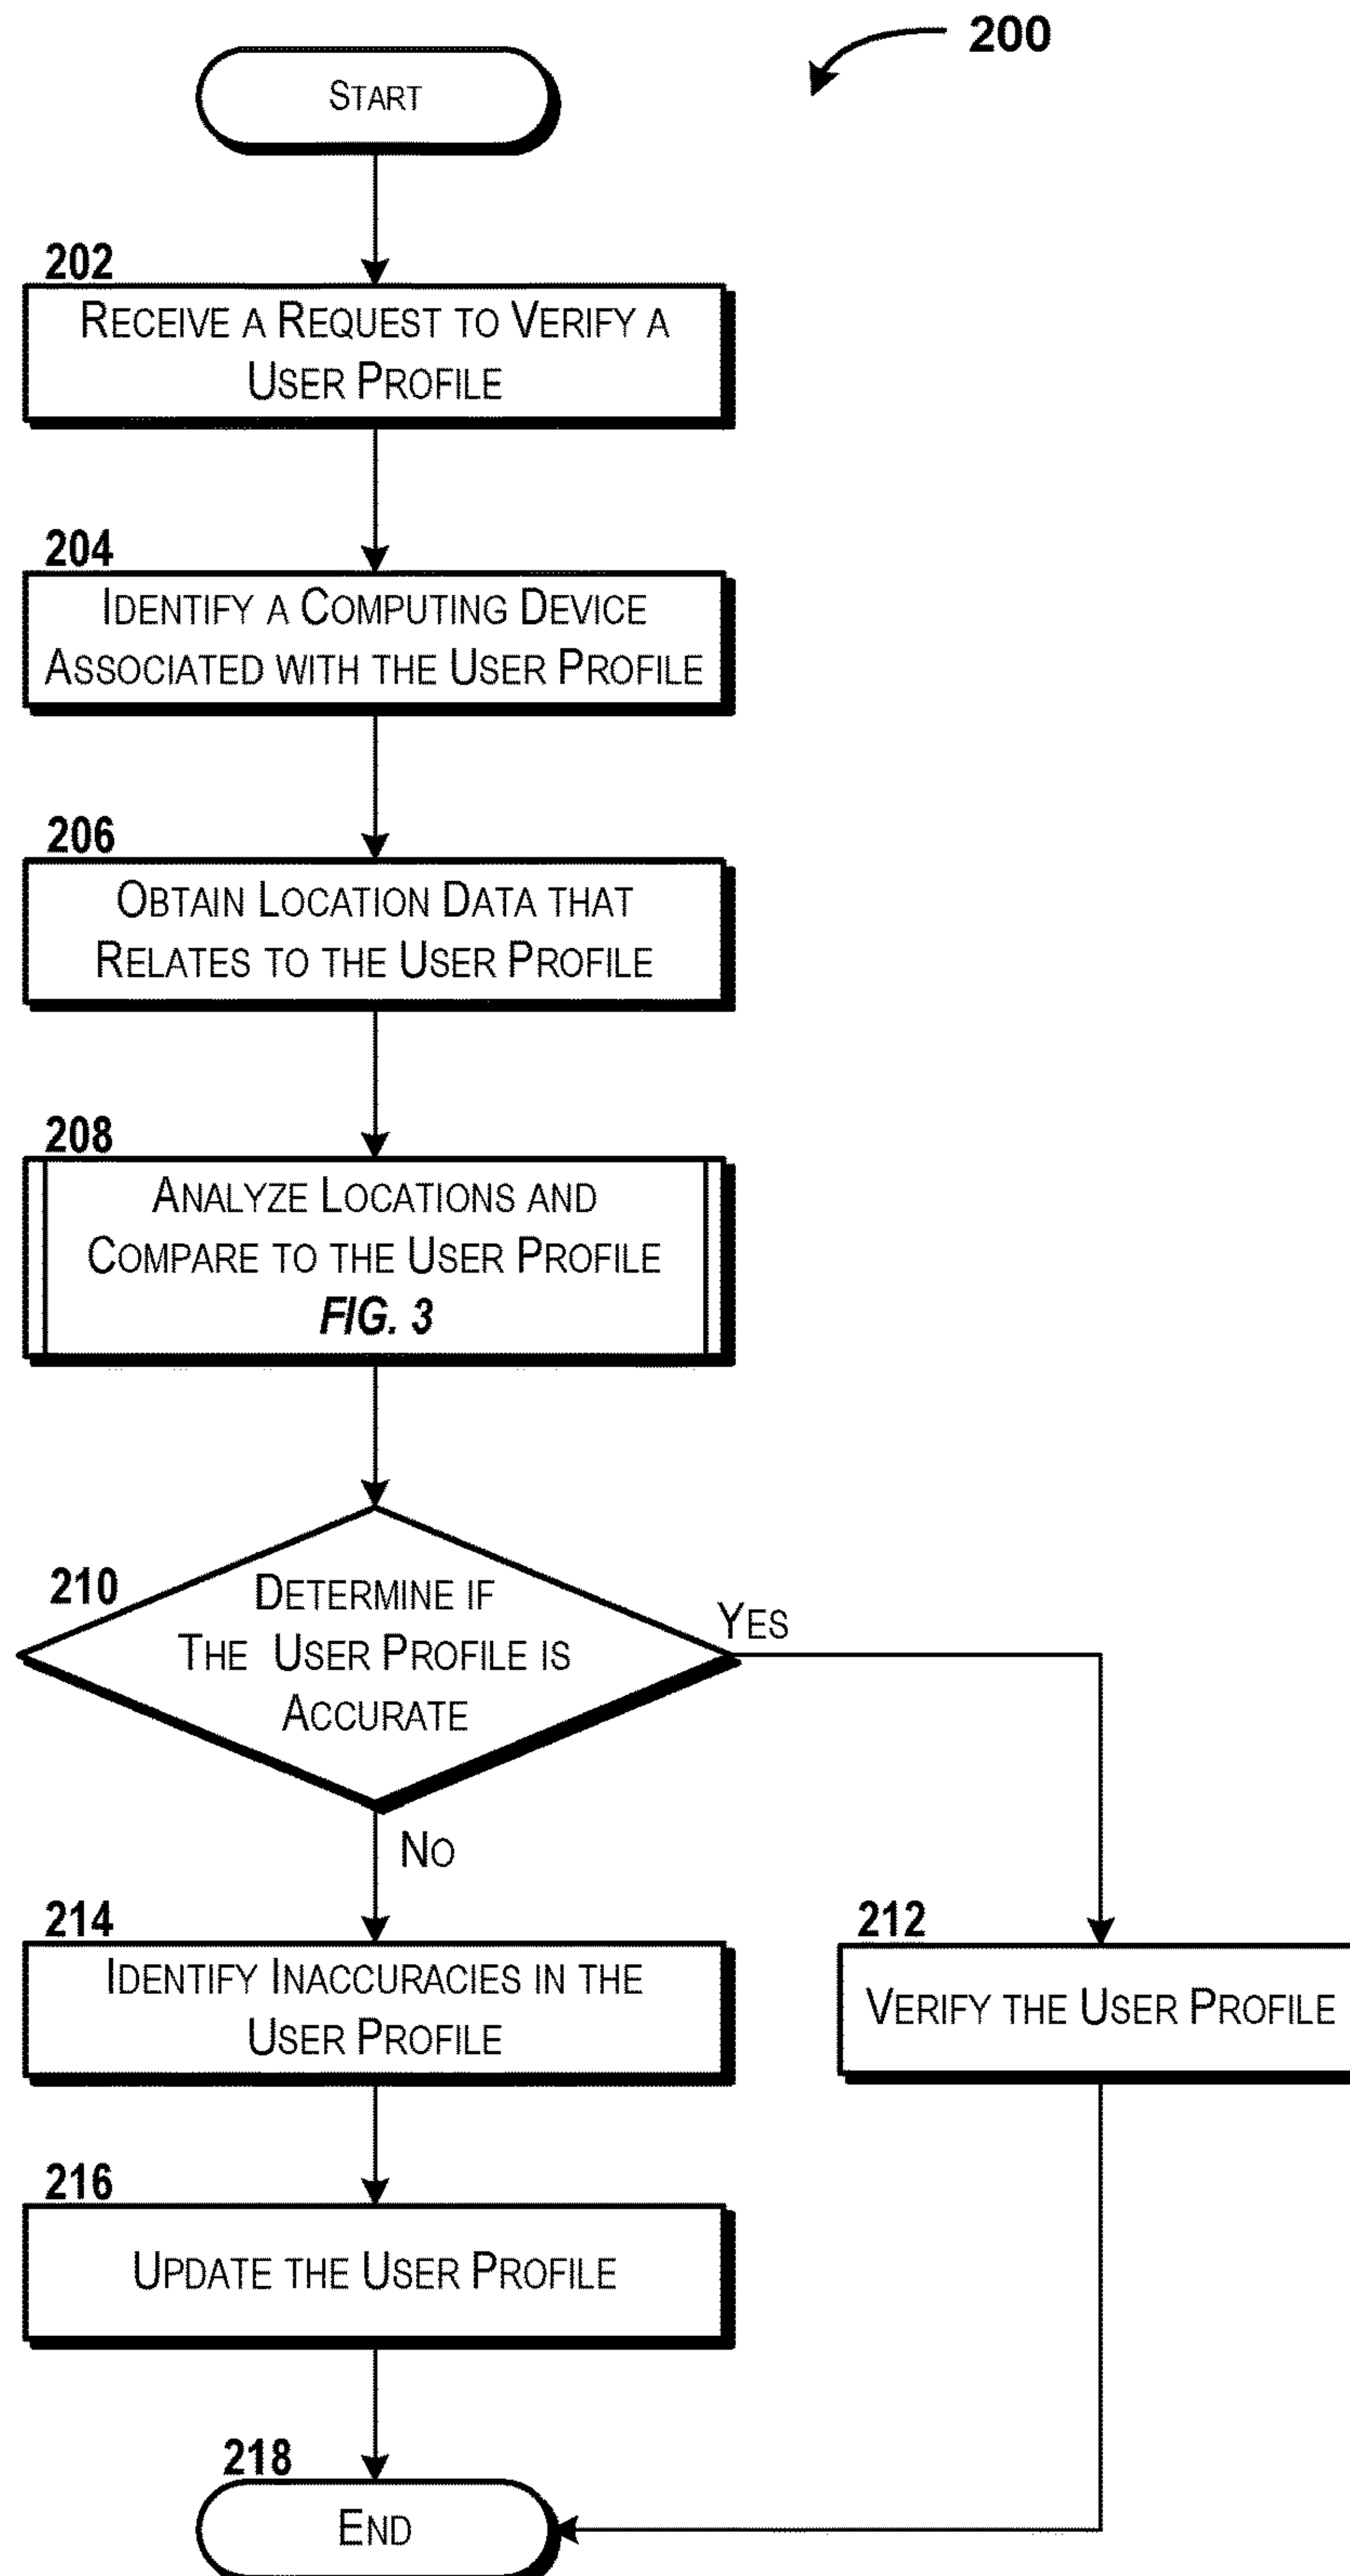 200
START
202
RECEIVE A REQUEST TO VERIFY A
USER PROFILE
204
IDENTIFY A COMPUTING DEVICE
ASSOCIATED WITH THE USER PROFILE
206
OBTAIN LOCATION DATA THAT
RELATES TO THE USER PROFILE
208
ANALYZE LOCATIONS AND
COMPARE TO THE USER PROFILE
FIG. 3
210
DETERMINE IF
THE USER PROFILE IS
ACCURATE
YES
NO
214
IDENTIFY INACCURACIES IN THE
USER PROFILE
212
VERIFY THE USER PROFILE
216
UPDATE THE USER PROFILE
218
END